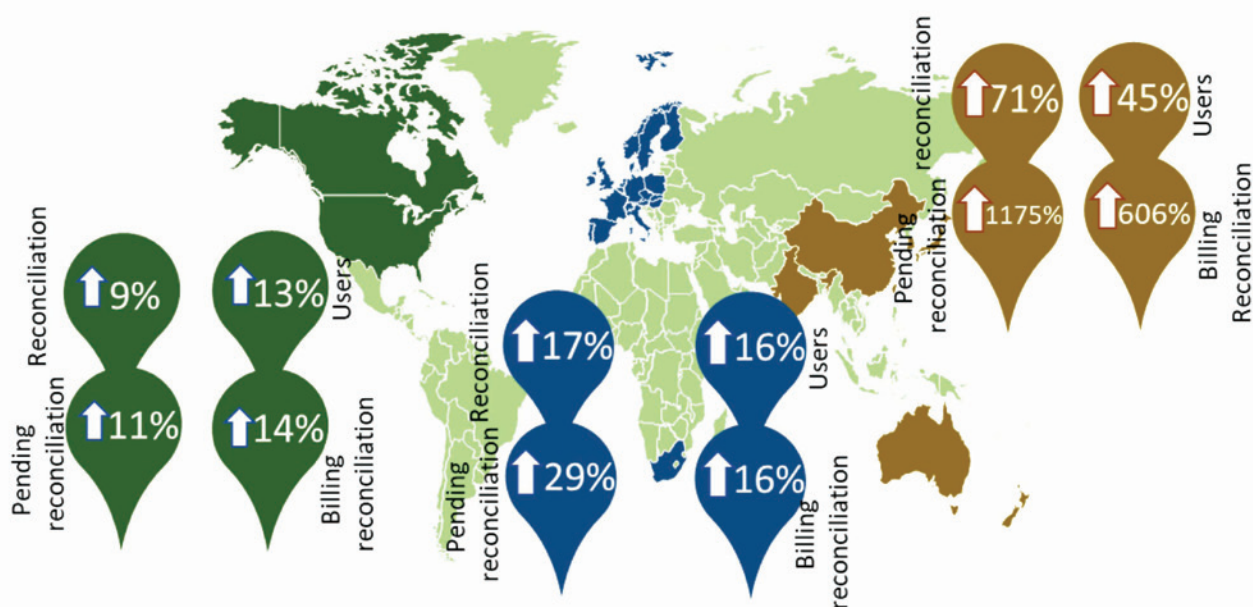 reconciliation
71%
45%
Users
Pending
reconciliation
1175%
606%
Billing
Reconciliation
Reconciliation
9%
13%
Users
Pending
reconciliation
11%
14%
Billing
reconciliation
Reconciliation
17%
16%
Users
Pending
reconciliation
29%
16%
Billing
reconciliation